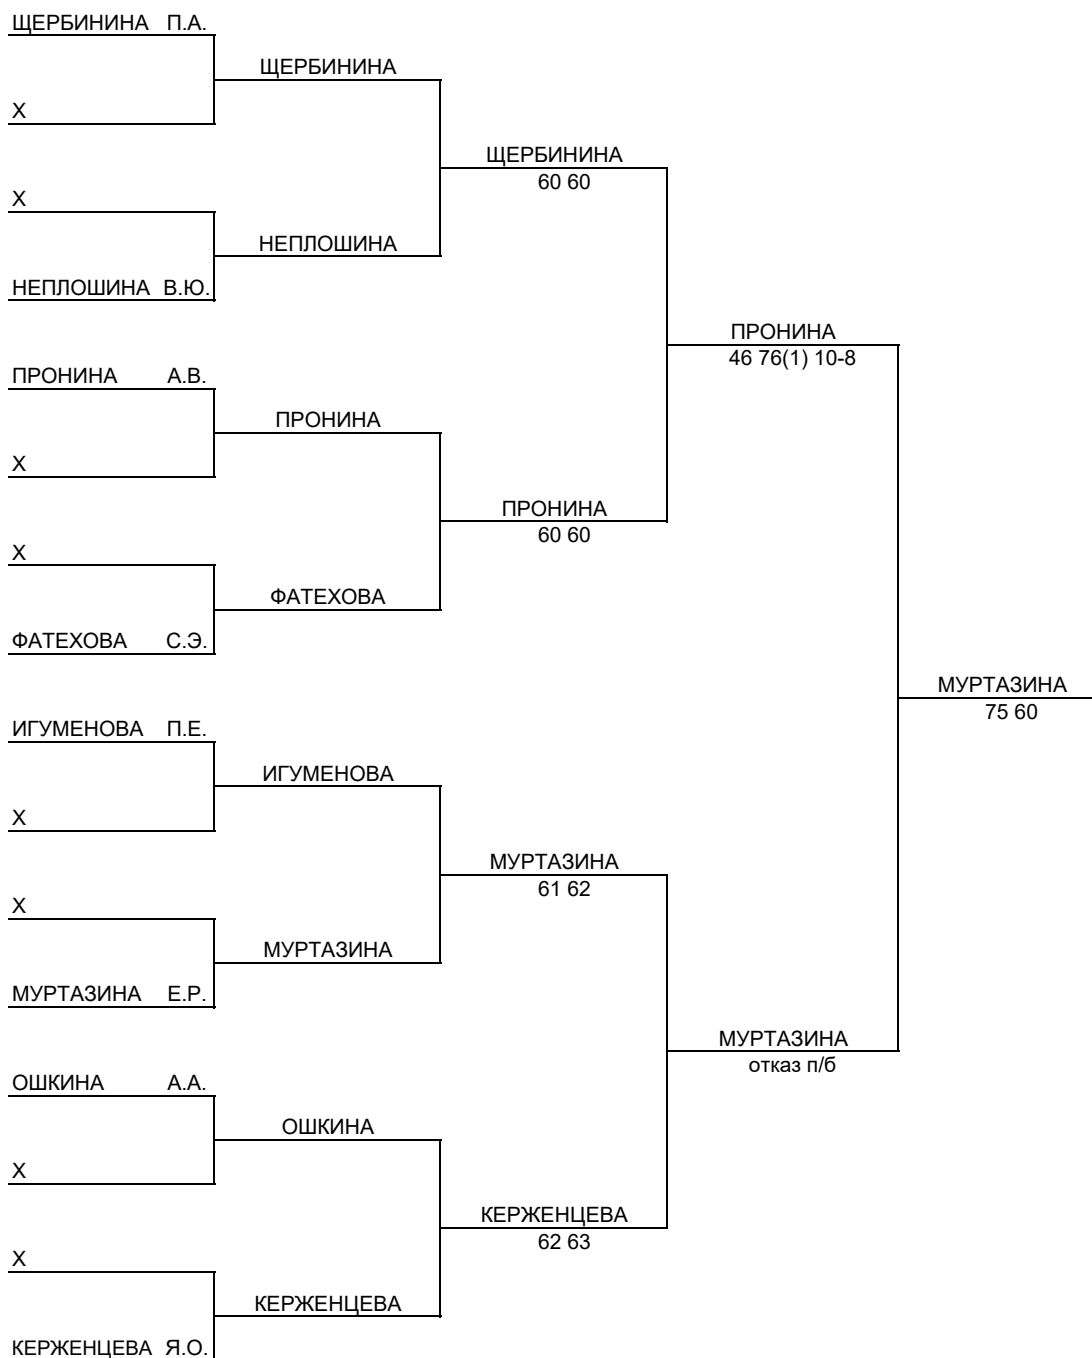 ЩЕРБИНИНА П.А.
ЩЕРБИНИНА
X
ЩЕРБИНИНА
60 60
X
НЕПЛОШИНА
НЕПЛОШИНА В.Ю.
ПРОНИНА
46 76(1) 10-8
ПРОНИНА А.В.
ПРОНИНА
X
ПРОНИНА
60 60
X
ФАТЕХОВА
ФАТЕХОВА С.Э.
МУРТАЗИНА
75 60
ИГУМЕНОВА П.Е.
ИГУМЕНОВА
X
МУРТАЗИНА
61 62
X
МУРТАЗИНА
МУРТАЗИНА Е.Р.
МУРТАЗИНА
отказ п/б
ОШКИНА А.А.
ОШКИНА
X
КЕРЖЕНЦЕВА
62 63
X
КЕРЖЕНЦЕВА
КЕРЖЕНЦЕВА Я.О.